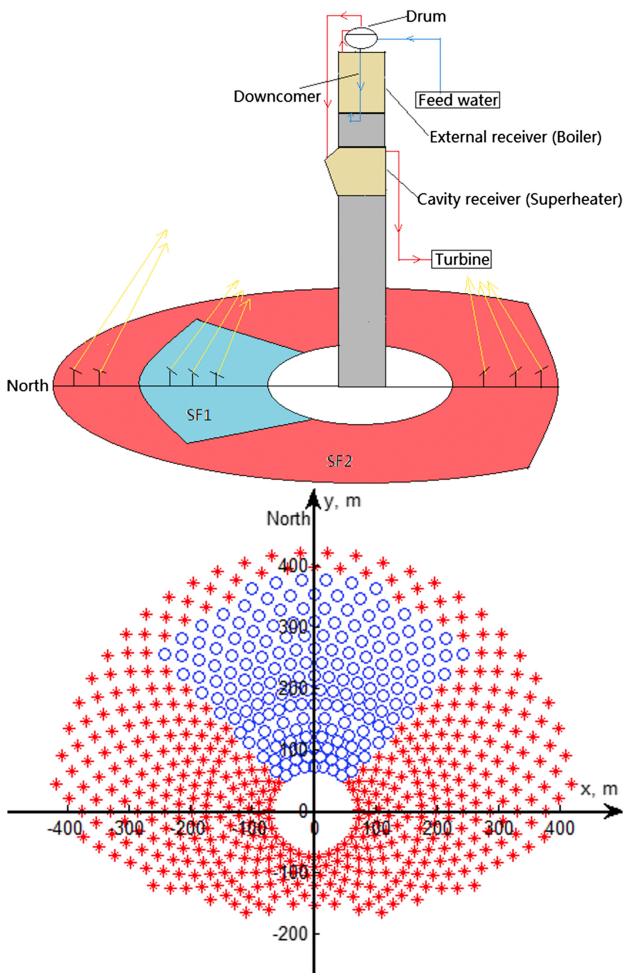 Drum
Downcomer
Feed water
External receiver (Boiler)
Cavity receiver (Superheater)
Turbine
North
SF1
SF2
y, m
North
400
300
200
100
x, m
0
-400
-300
-200
-100
0
100
200
300
400
-100
-200